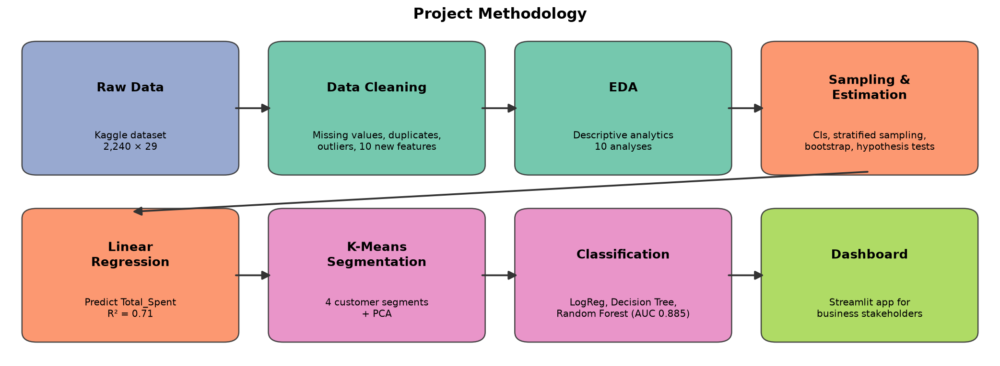 Project Methodology
Raw Data
Kaggle dataset
2,240 × 29
Data Cleaning
Missing values, duplicates,
outliers, 10 new features
EDA
Descriptive analytics
10 analyses
Sampling &
Estimation
CIs, stratified sampling,
bootstrap, hypothesis tests
Linear
Regression
Predict Total_Spent
R² = 0.71
K-Means
Segmentation
4 customer segments
+ PCA
Classification
LogReg, Decision Tree,
Random Forest (AUC 0.885)
Dashboard
Streamlit app for
business stakeholders